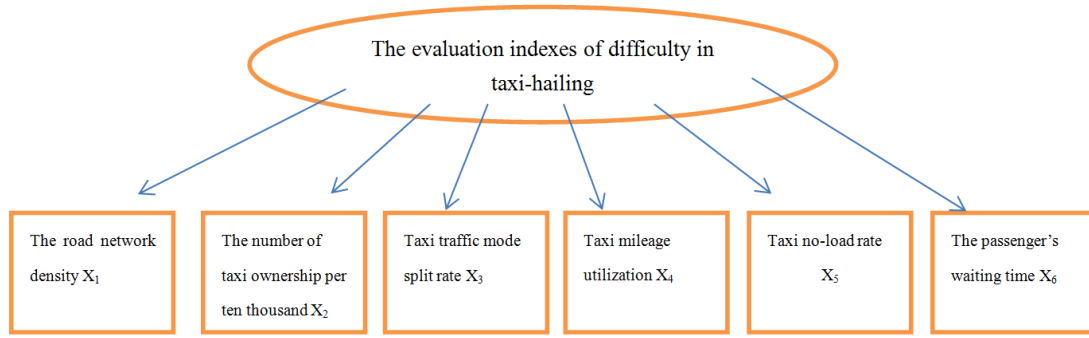 The evaluation indexes of difficulty in
taxi-hailing
The road network
density X₁
The number of
taxi ownership per
ten thousand X₂
Taxi traffic mode
split rate X₃
Taxi mileage
utilization X₄
Taxi no-load rate
X₅
The passenger's
waiting time X₆